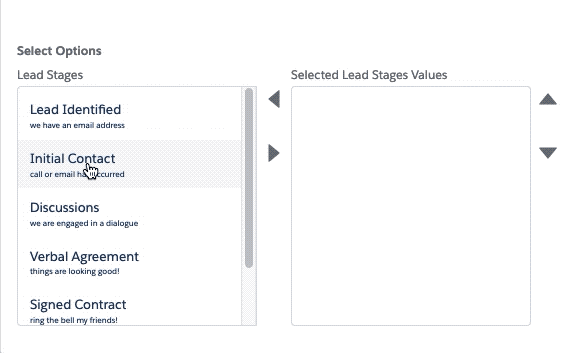 Select Options
Lead Stages
Selected Lead Stages Values
Lead Identified
we have an email address
Initial Contact
call or email occurred
Discussions
we are engaged in a dialogue
Verbal Agreement
things are looking good!
Signed Contract
ring the bell my friends!